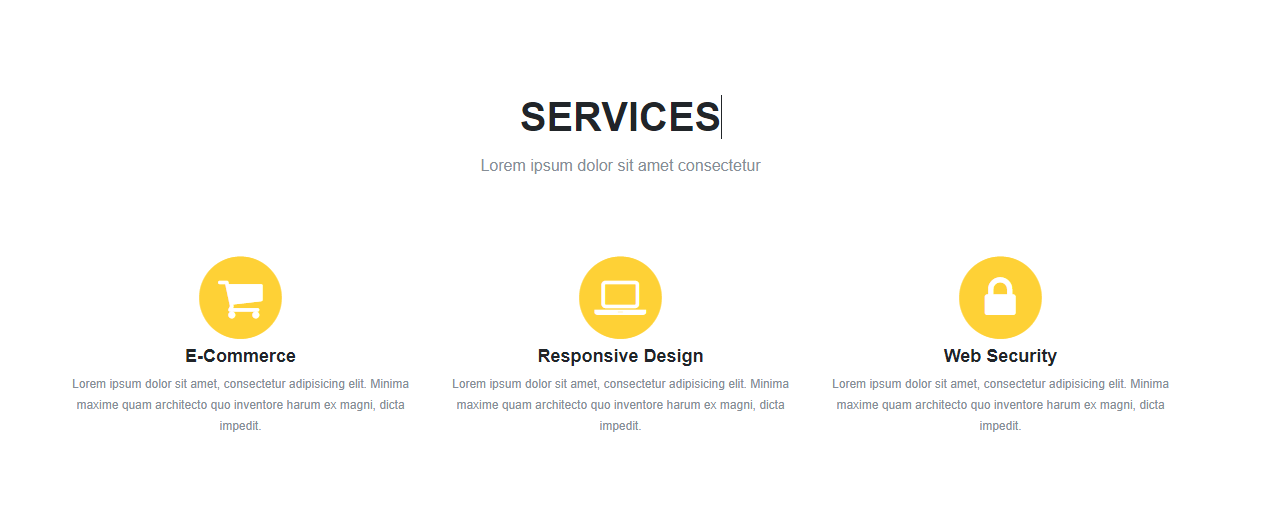 SERVICES
Lorem ipsum dolor sit amet consectetur
E-Commerce
Lorem ipsum dolor sit amet, consectetur adipisicing elit. Minima
maxime quam architecto quo inventore harum ex magni, dicta
impedit.
Responsive Design
Lorem ipsum dolor sit amet, consectetur adipisicing elit. Minima
maxime quam architecto quo inventore harum ex magni, dicta
impedit.
Web Security
Lorem ipsum dolor sit amet, consectetur adipisicing elit. Minima
maxime quam architecto quo inventore harum ex magni, dicta
impedit.